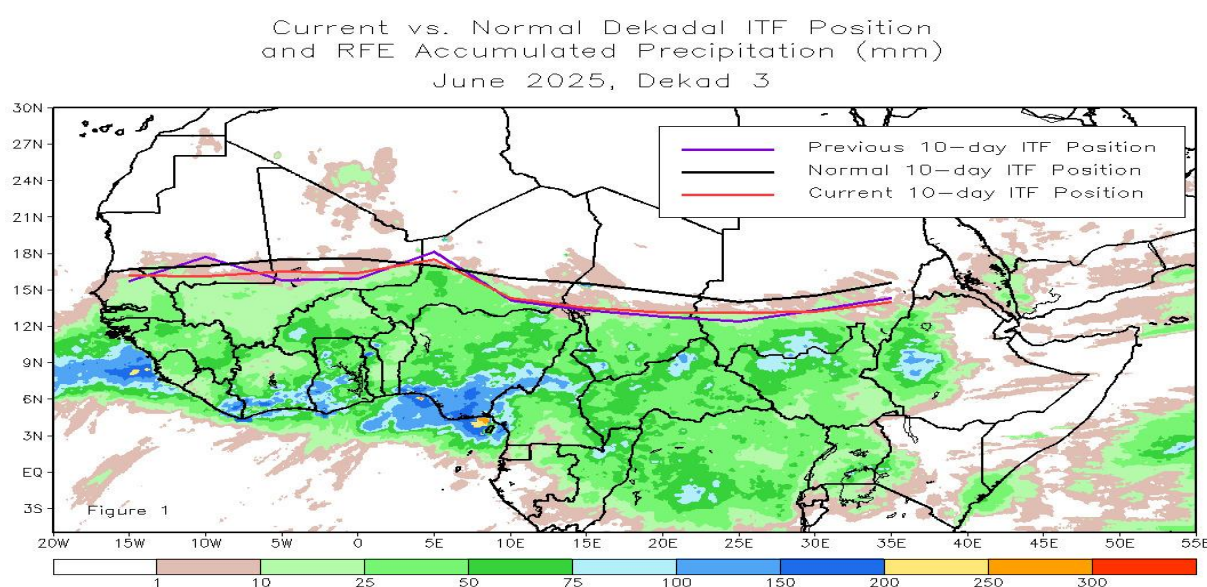 Current vs. Normal Dekadal ITF Position
and RFE Accumulated Precipitation (mm)
June 2025, Dekad 3
30N
27N
24N
21N
18N
15N
12N
9N
6N
3N
EQ
3S
Previous 10-day ITF Position
Normal 10-day ITF Position
Current 10-day ITF Position
Figure 1
20W 15W 10W 5W 0 5E 10E 15E 20E 25E 30E 35E 40E 45E 50E 55E
1 10 25 50 75 100 150 200 250 300